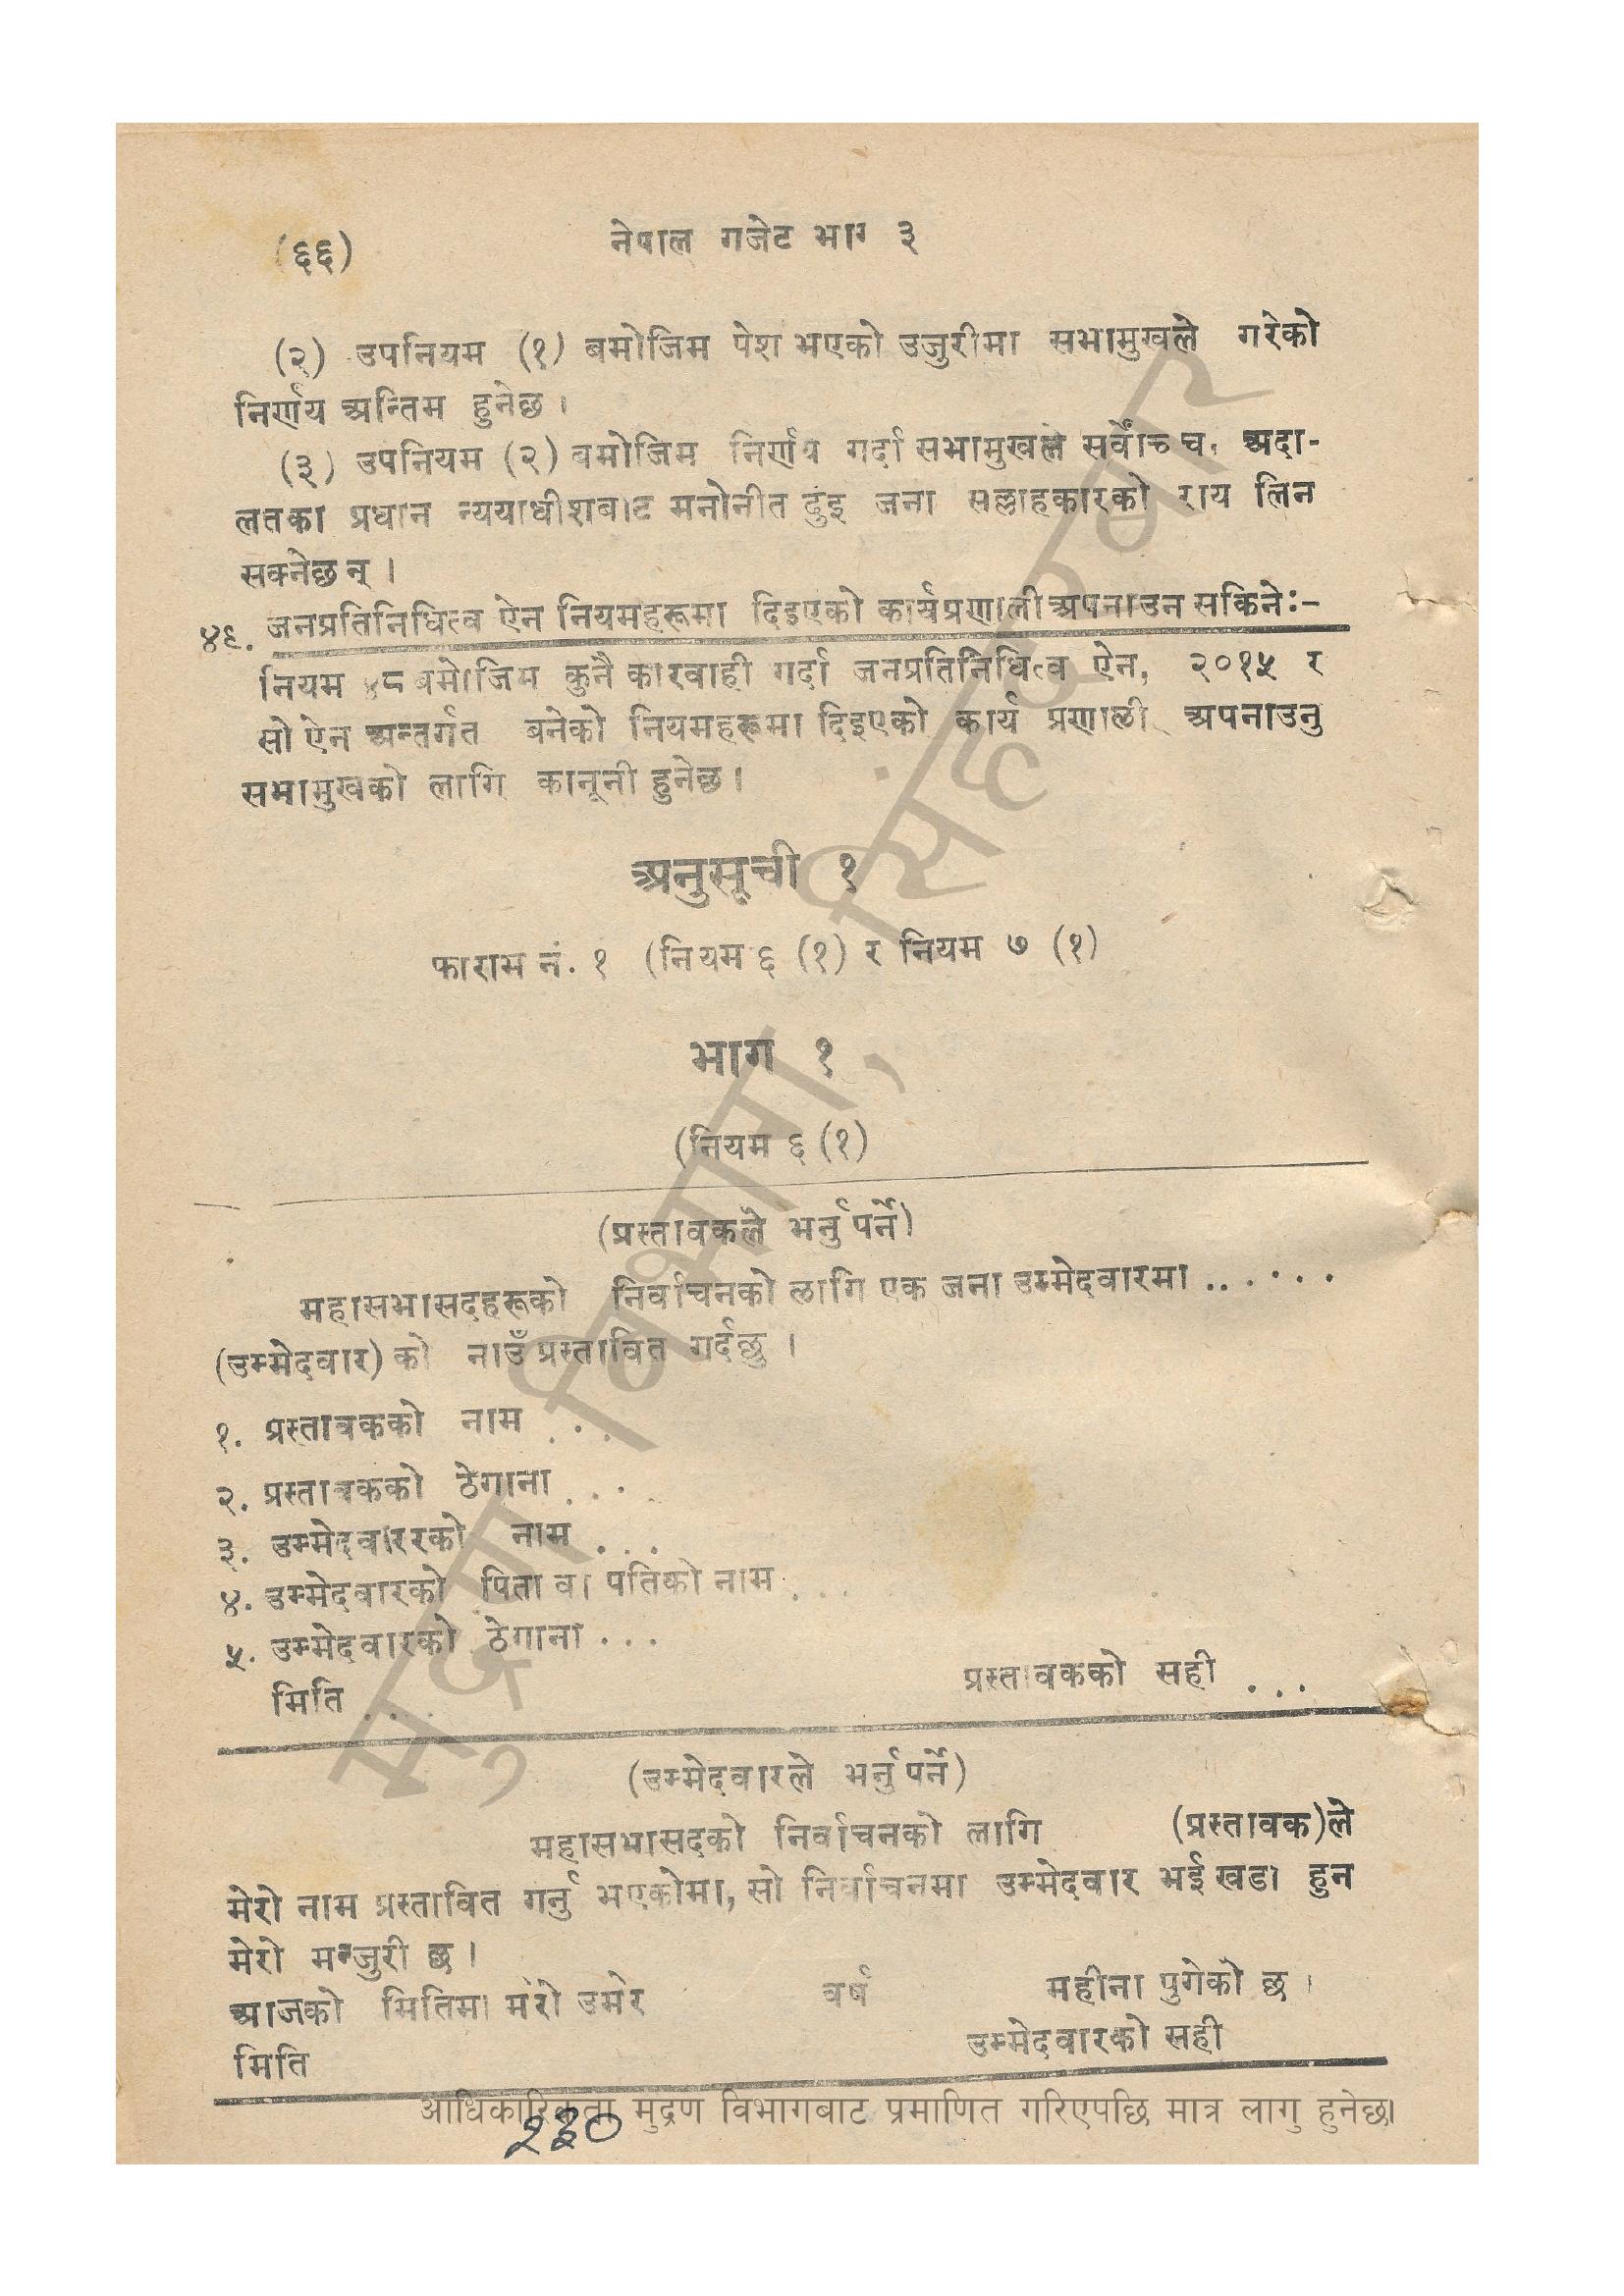 (६६) नेपाल गजेट भाग ३
(२) उपनियम (१) बमोजिम पेश भएको उजुरीमा सभामुखले गरेको
निर्णय अन्तिम हुनेछ ।
(३) उपनियम (२) बमोजिम निर्णय गर्दा सभामुखले सर्वोच्च अदा-
लतका प्रधान न्ययाधीशबाट मनोनीत दुइ जना सल्लाहकारको राय लिन
सक्नेछन् ।
४९. जनप्रतिनिधित्व ऐन नियमहरूमा दिइएको कार्यप्रणाली अपनाउन सकिनेः–
नियम ४८ बमोजिम कुनै कारवाही गर्दा जनप्रतिनिधित्व ऐन, २०१५ र
सो ऐन अन्तर्गत बनेको नियमहरूमा दिइएको कार्य प्रणाली अपनाउनु
सभामुखको लागि कानूनी हुनेछ ।
अनुसूची १
फाराम नं. १ (नियम ६ (१) र नियम ७ (१)
भाग १
(नियम ६ (१)
(प्रस्तावकले भर्नु पर्ने)
महासभासदहरूको निर्वाचनको लागि एक जना उम्मेदवारमा . . . . . .
(उम्मेदवार) को नाउँ प्रस्तावित गर्दछु ।
१. प्रस्तावकको नाम . . .
२. प्रस्तावकको ठेगाना . . .
३. उम्मेदवाररको नाम . . .
४. उम्मेदवारको पिता वा पतिको नाम . . .
५. उम्मेदवारको ठेगाना . . .
मिति . . . प्रस्तावकको सही . . .
(उम्मेदवारले भर्नु पर्ने)
महासभासदको निर्वाचनको लागि (प्रस्तावक)ले
मेरो नाम प्रस्तावित गर्नु भएकोमा, सो निर्वाचनमा उम्मेदवार भई खडा हुन
मेरो मन्जुरी छ ।
आजको मितिमा मेरो उमेर वर्ष महीना पुगेको छ ।
मिति उम्मेदवारको सही
आधिकारिकता मुद्रण विभागबाट प्रमाणित गरिएपछि मात्र लागु हुनेछ।
२३०
मुद्रण विभाग, सिंहदरबार